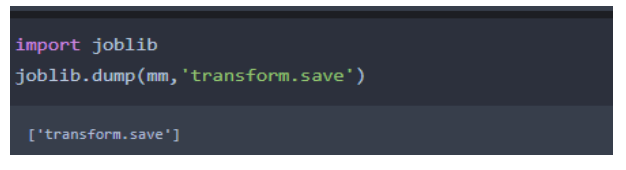 import joblib
joblib.dump(mm,'transform.save')
['transform.save']